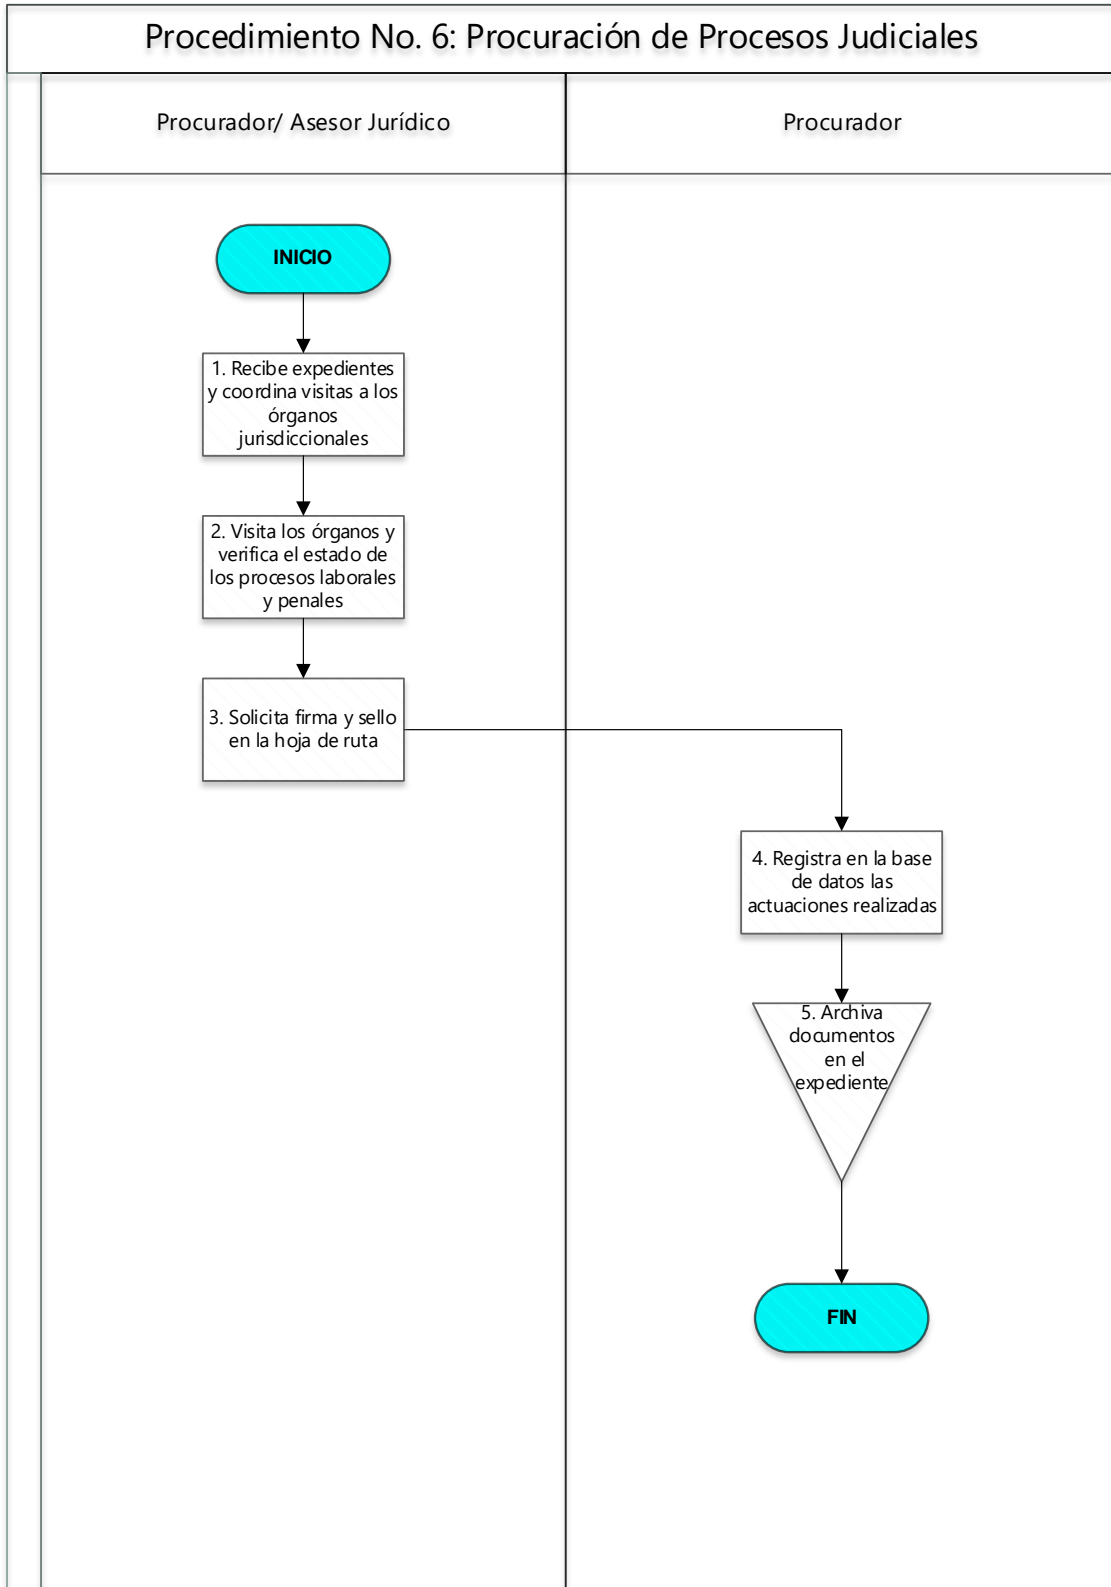 Procedimiento No. 6: Procuración de Procesos Judiciales
Procurador/ Asesor Jurídico
Procurador
INICIO
1. Recibe expedientes
y coordina visitas a los
órganos
jurisdiccionales
2. Visita los órganos y
verifica el estado de
los procesos laborales
y penales
3. Solicita firma y sello
en la hoja de ruta
4. Registra en la base
de datos las
actuaciones realizadas
5. Archiva
documentos
en el
expediente
FIN